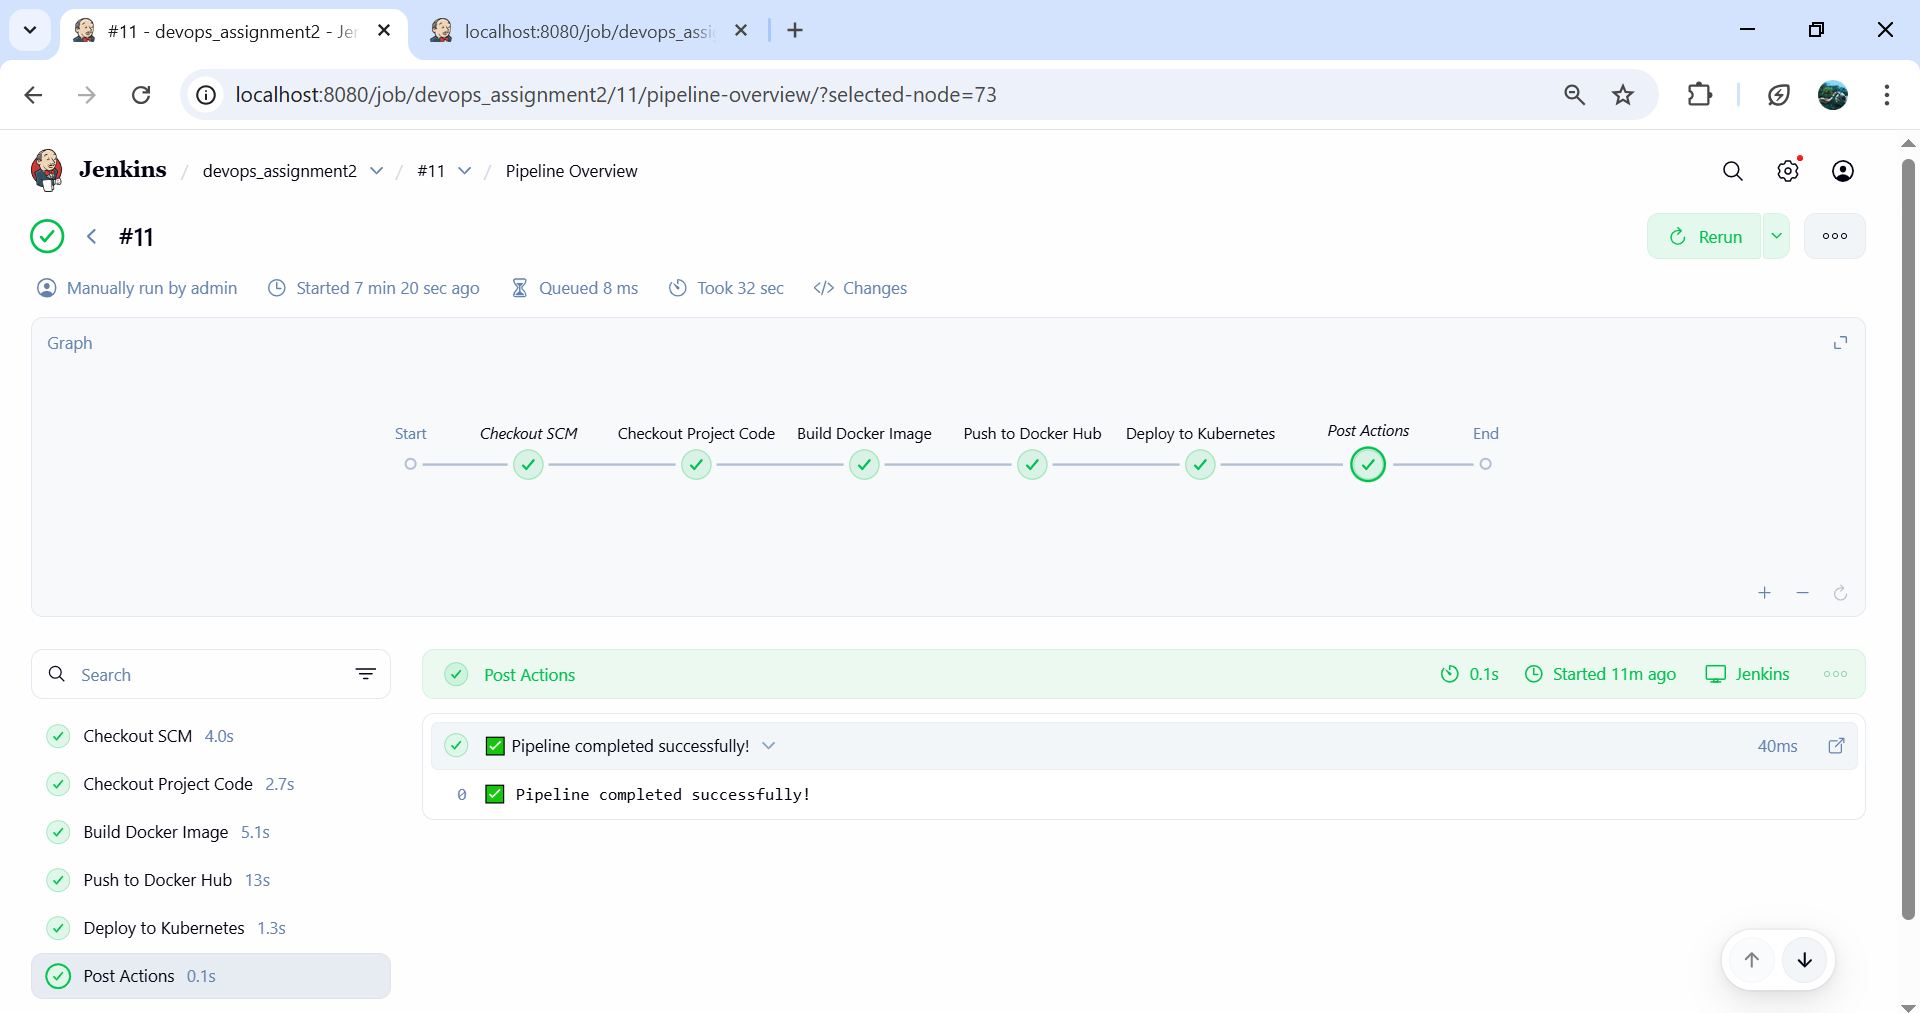 #11 - devops_assignment2 - Jer
localhost:8080/job/devops_assi
localhost:8080/job/devops_assignment2/11/pipeline-overview/?selected-node=73
Jenkins / devops_assignment2 / #11 / Pipeline Overview
#11
Rerun
Manually run by admin Started 7 min 20 sec ago Queued 8 ms Took 32 sec </> Changes
Graph
Start Checkout SCM Checkout Project Code Build Docker Image Push to Docker Hub Deploy to Kubernetes Post Actions End
Search
Post Actions 0.1s Started 11m ago Jenkins
Checkout SCM 4.0s
✅ Pipeline completed successfully! 40ms
Checkout Project Code 2.7s
0 ✅ Pipeline completed successfully!
Build Docker Image 5.1s
Push to Docker Hub 13s
Deploy to Kubernetes 1.3s
Post Actions 0.1s